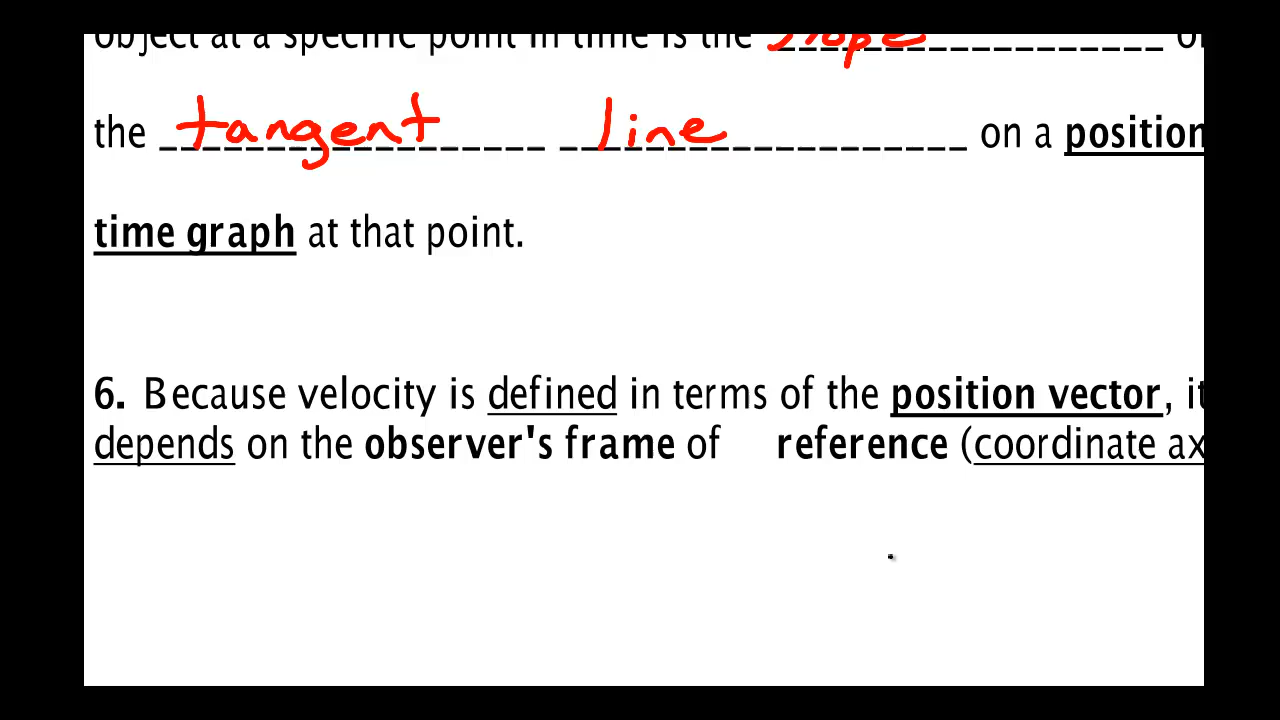 object at a specific point in time is the slope
the tangent line on a position
time graph at that point.
6. Because velocity is defined in terms of the position vector, it
depends on the observer's frame of reference (coordinate ax